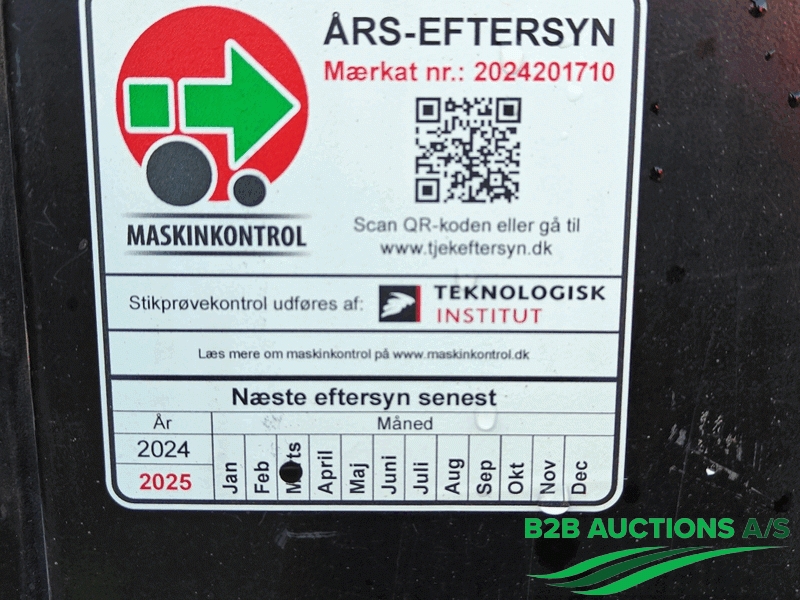 ÅRS-EFTERSYN
Mærkat nr.: 2024201710
MASKINKONTROL
Scan QR-koden eller gå til
www.tjekeftersyn.dk
Stikprøvekontrol udføres af: TEKNOLOGISK
INSTITUT
Læs mere om maskinkontrol på www.maskinkontrol.dk
Næste eftersyn senest
År Måned
2024
2025
Jan Feb Marts April Maj Juni Juli Aug Sep Okt Nov Dec
B2B AUCTIONS A/S